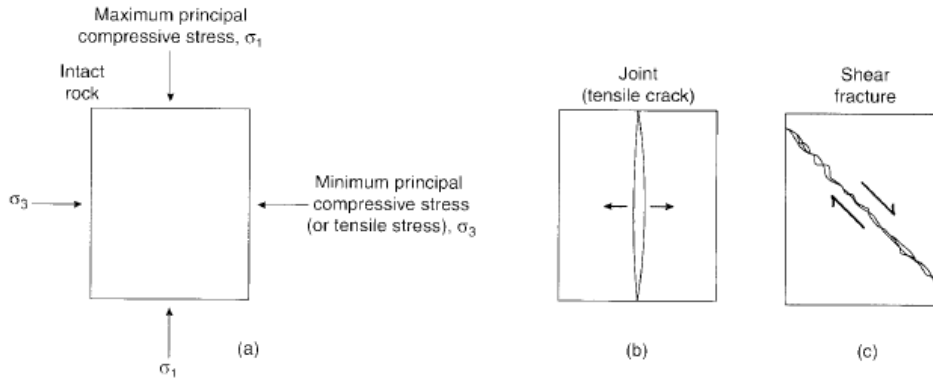 Maximum principal
compressive stress, σ₁
Intact
rock
σ₃
Minimum principal
compressive stress
(or tensile stress), σ₃
σ₁
(a)
Joint
(tensile crack)
(b)
Shear
fracture
(c)